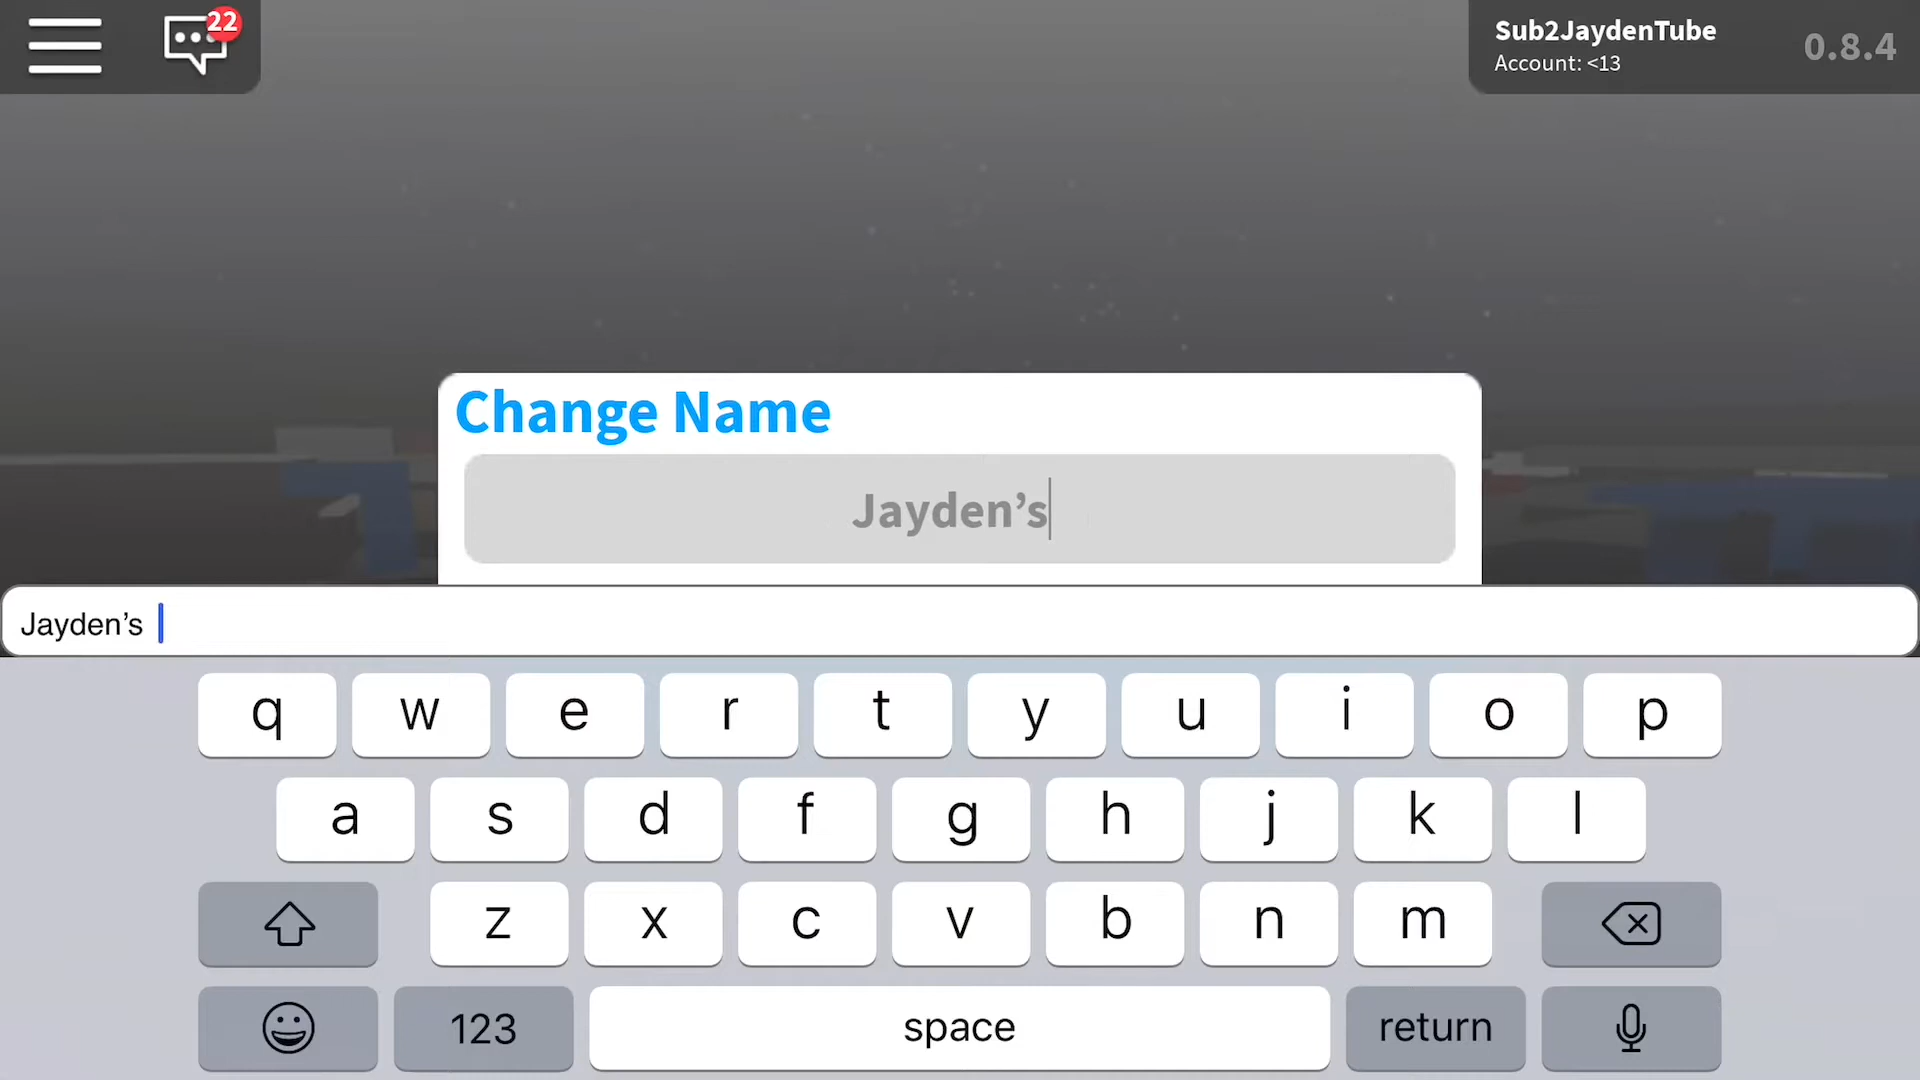 22
Sub2JaydenTube
Account: <13
0.8.4
Change Name
Jayden’s
Jayden’s
q w e r t y u i o p
a s d f g h j k l
z x c v b n m
123 space return